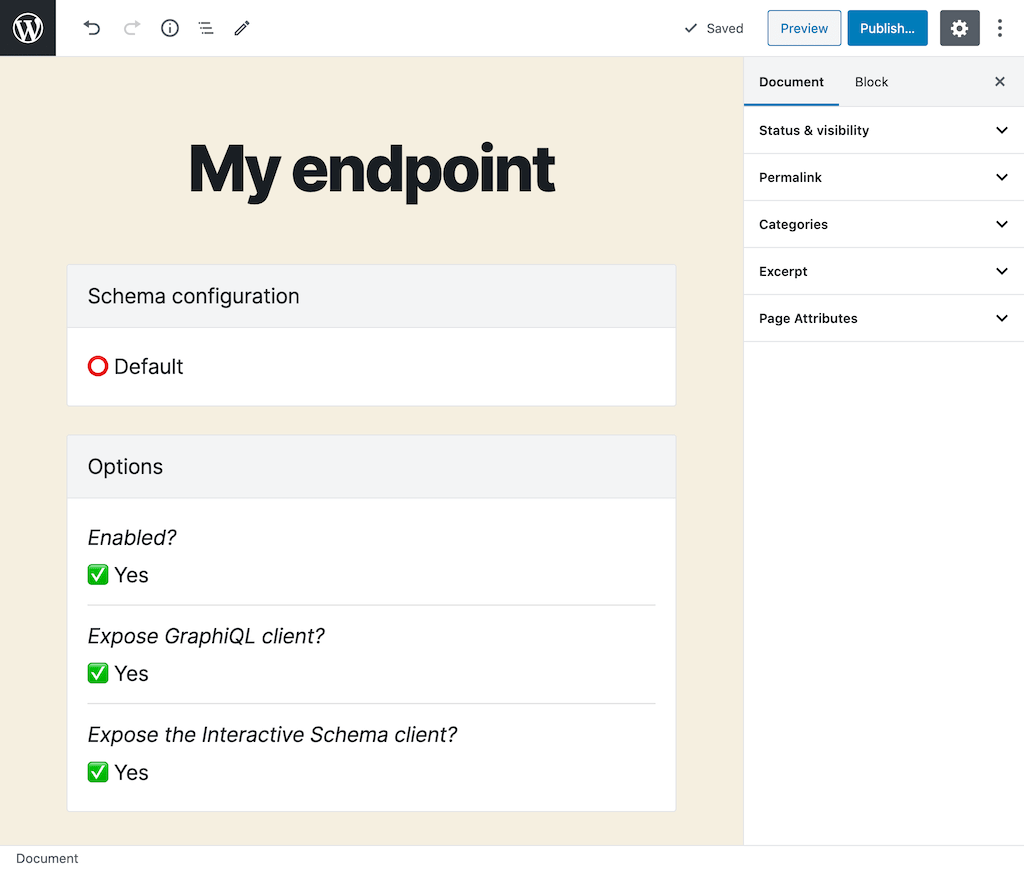 Saved
Preview
Publish...
Document
Block
Status & visibility
Permalink
Categories
Excerpt
Page Attributes
My endpoint
Schema configuration
Default
Options
Enabled?
Yes
Expose GraphiQL client?
Yes
Expose the Interactive Schema client?
Yes
Document